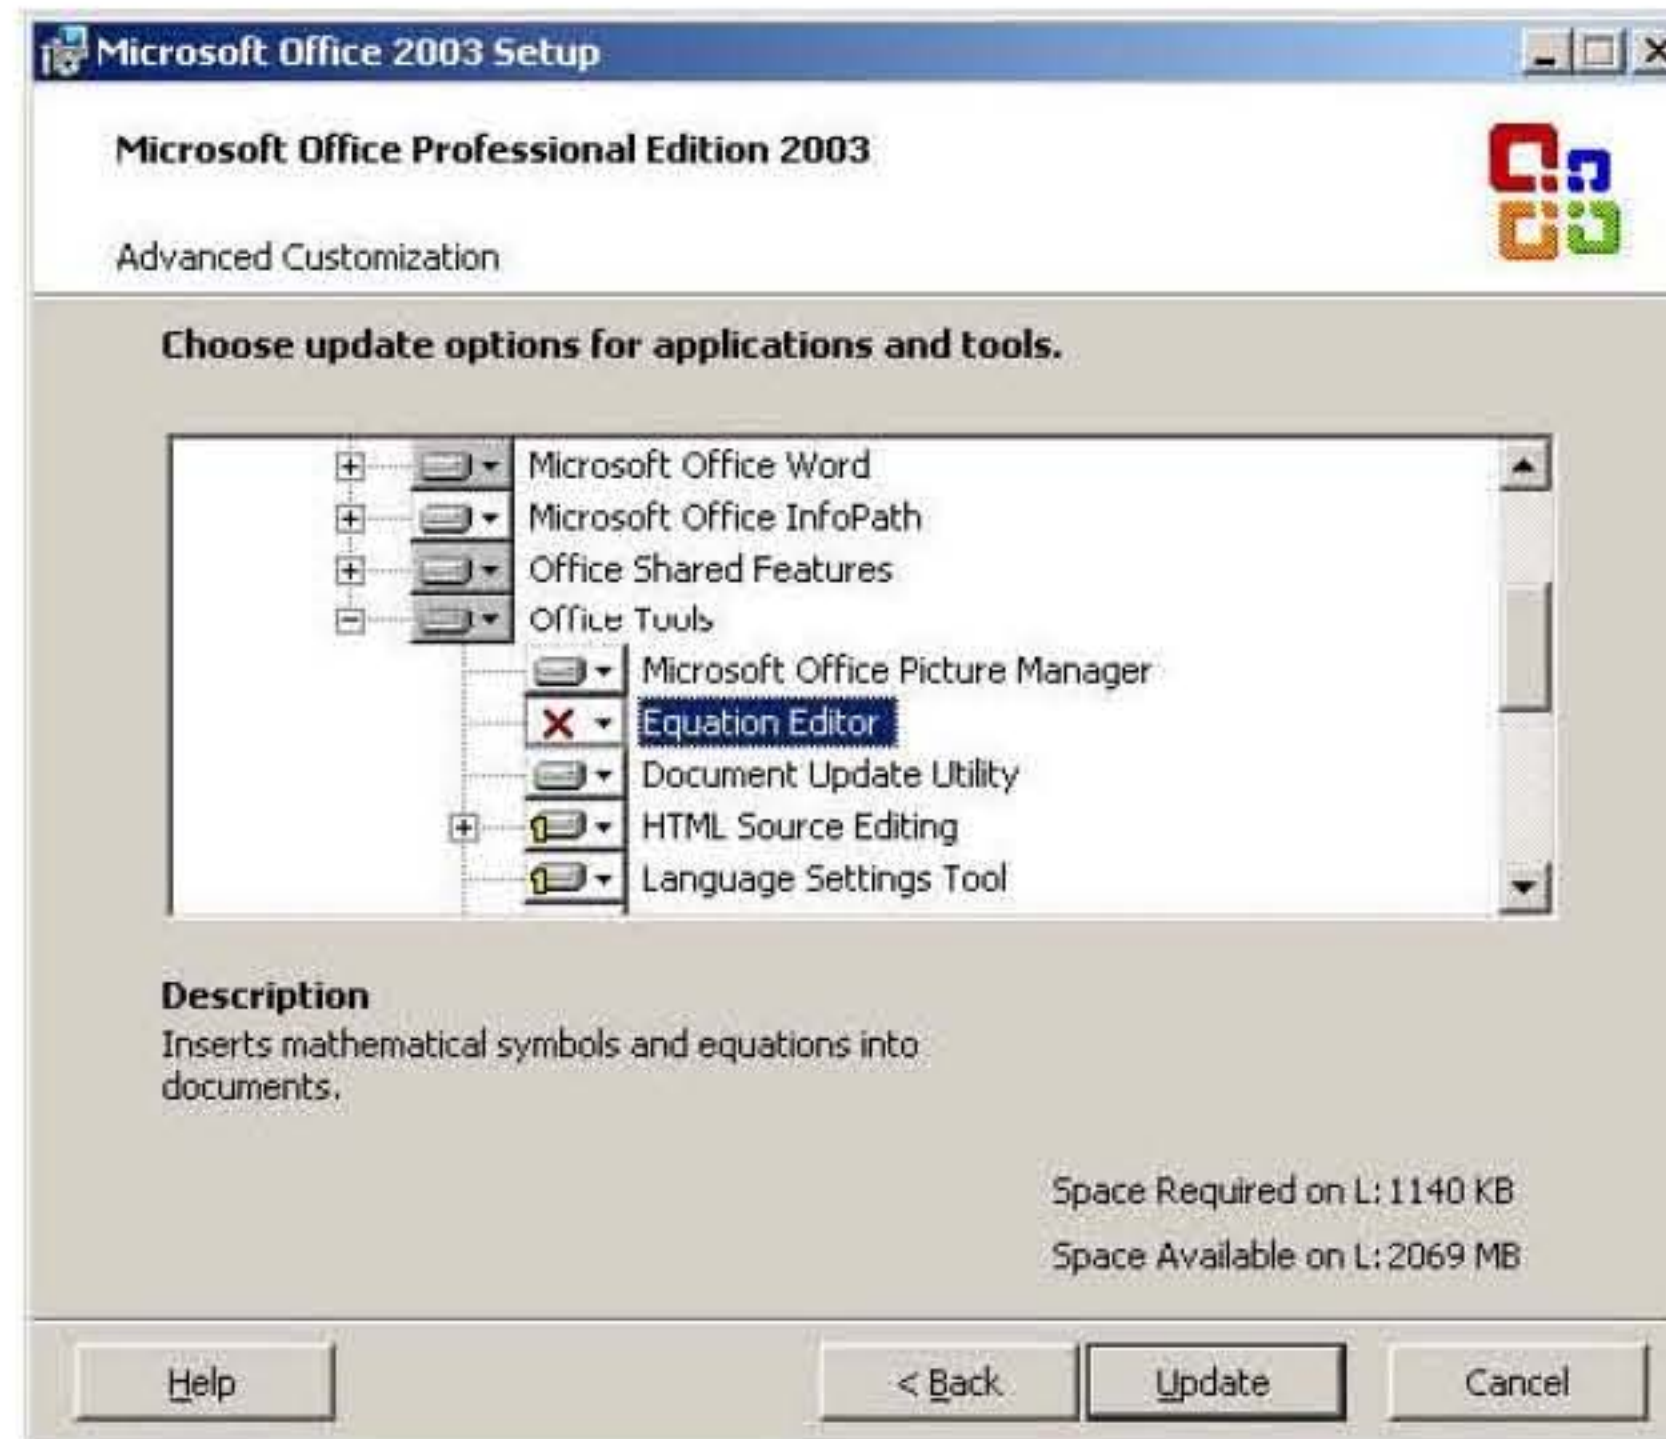 Microsoft Office 2003 Setup
Microsoft Office Professional Edition 2003
Advanced Customization
Choose update options for applications and tools.
Microsoft Office Word
Microsoft Office InfoPath
Office Shared Features
Office Tools
Microsoft Office Picture Manager
Equation Editor
Document Update Utility
HTML Source Editing
Language Settings Tool
Description
Inserts mathematical symbols and equations into
documents.
Space Required on L: 1140 KB
Space Available on L: 2069 MB
Help
< Back
Update
Cancel